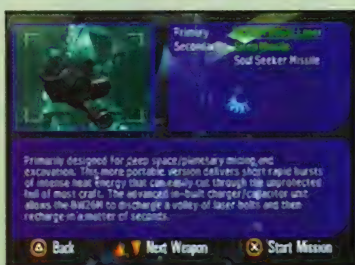 Primary
Secondary
Soul Seeker Missile
Primarily designed for deep space/planetary mining and
excavation. This more portable version delivers short rapid bursts
of intense heat energy that can easily cut through the unprotected
hull of most craft. The advanced in-built charger/capacitor unit
allows the BW26M to discharge a volley of laser bolts and then
recharge in a matter of seconds.
Back
Next Weapon
Start Mission